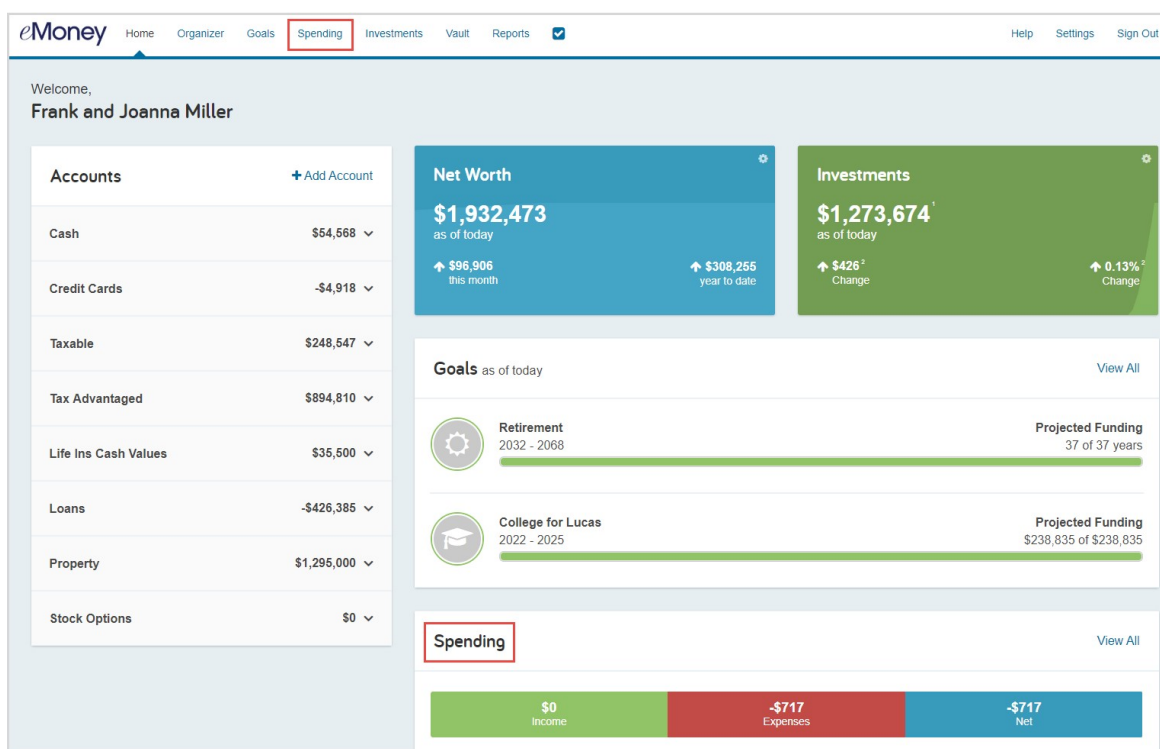 eMoney Home Organizer Goals Spending Investments Vault Reports Help Settings Sign Out
Welcome,
Frank and Joanna Miller
Accounts + Add Account
Cash $54,568
Credit Cards -$4,918
Taxable $248,547
Tax Advantaged $894,810
Life Ins Cash Values $35,500
Loans -$426,385
Property $1,295,000
Stock Options $0
Net Worth
$1,932,473
as of today
$96,906 $308,255
this month year to date
Investments
$1,273,674¹
as of today
$426² 0.13%²
Change Change
Goals as of today View All
Retirement Projected Funding
2032 - 2068 37 of 37 years
College for Lucas Projected Funding
2022 - 2025 $238,835 of $238,835
Spending View All
$0 -$717 -$717
Income Expenses Net